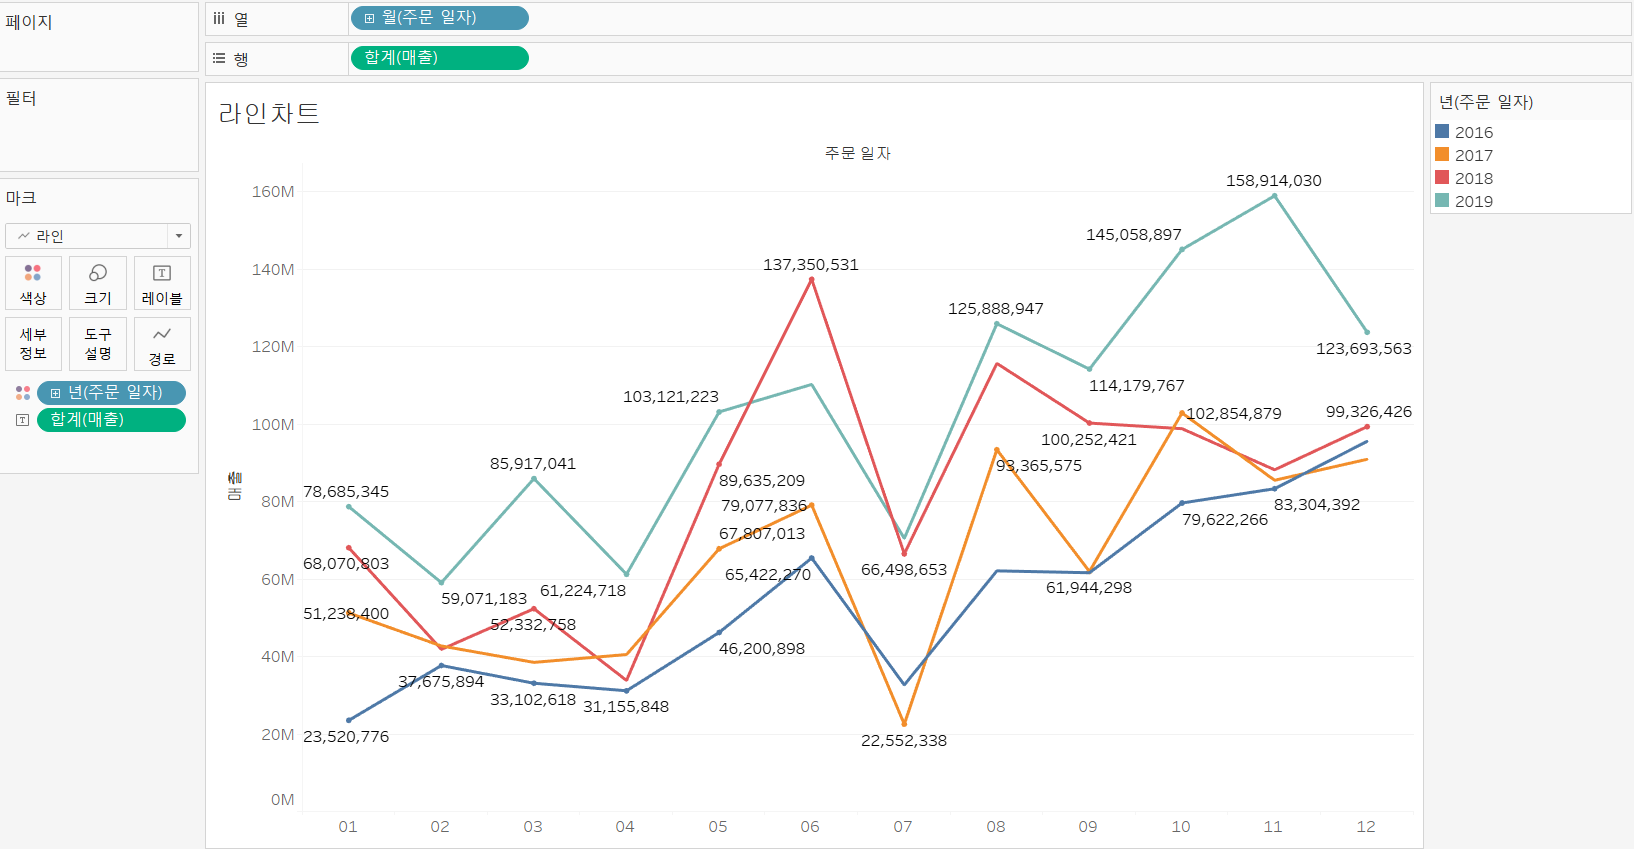 페이지
필터
마크
라인
색상
크기
레이블
세부
정보
도구
설명
경로
년(주문 일자)
합계(매출)
열
월(주문 일자)
행
합계(매출)
라인차트
주문 일자
매출
160M
140M
120M
100M
80M
60M
40M
20M
0M
158,914,030
145,058,897
137,350,531
125,888,947
123,693,563
114,179,767
103,121,223
102,854,879
99,326,426
100,252,421
85,917,041
93,365,575
78,685,345
89,635,209
79,077,836
83,304,392
79,622,266
67,807,013
68,070,803
65,422,270
66,498,653
61,944,298
61,224,718
59,071,183
51,238,400
52,332,758
46,200,898
37,675,894
33,102,618
31,155,848
23,520,776
22,552,338
01 02 03 04 05 06 07 08 09 10 11 12
년(주문 일자)
2016
2017
2018
2019